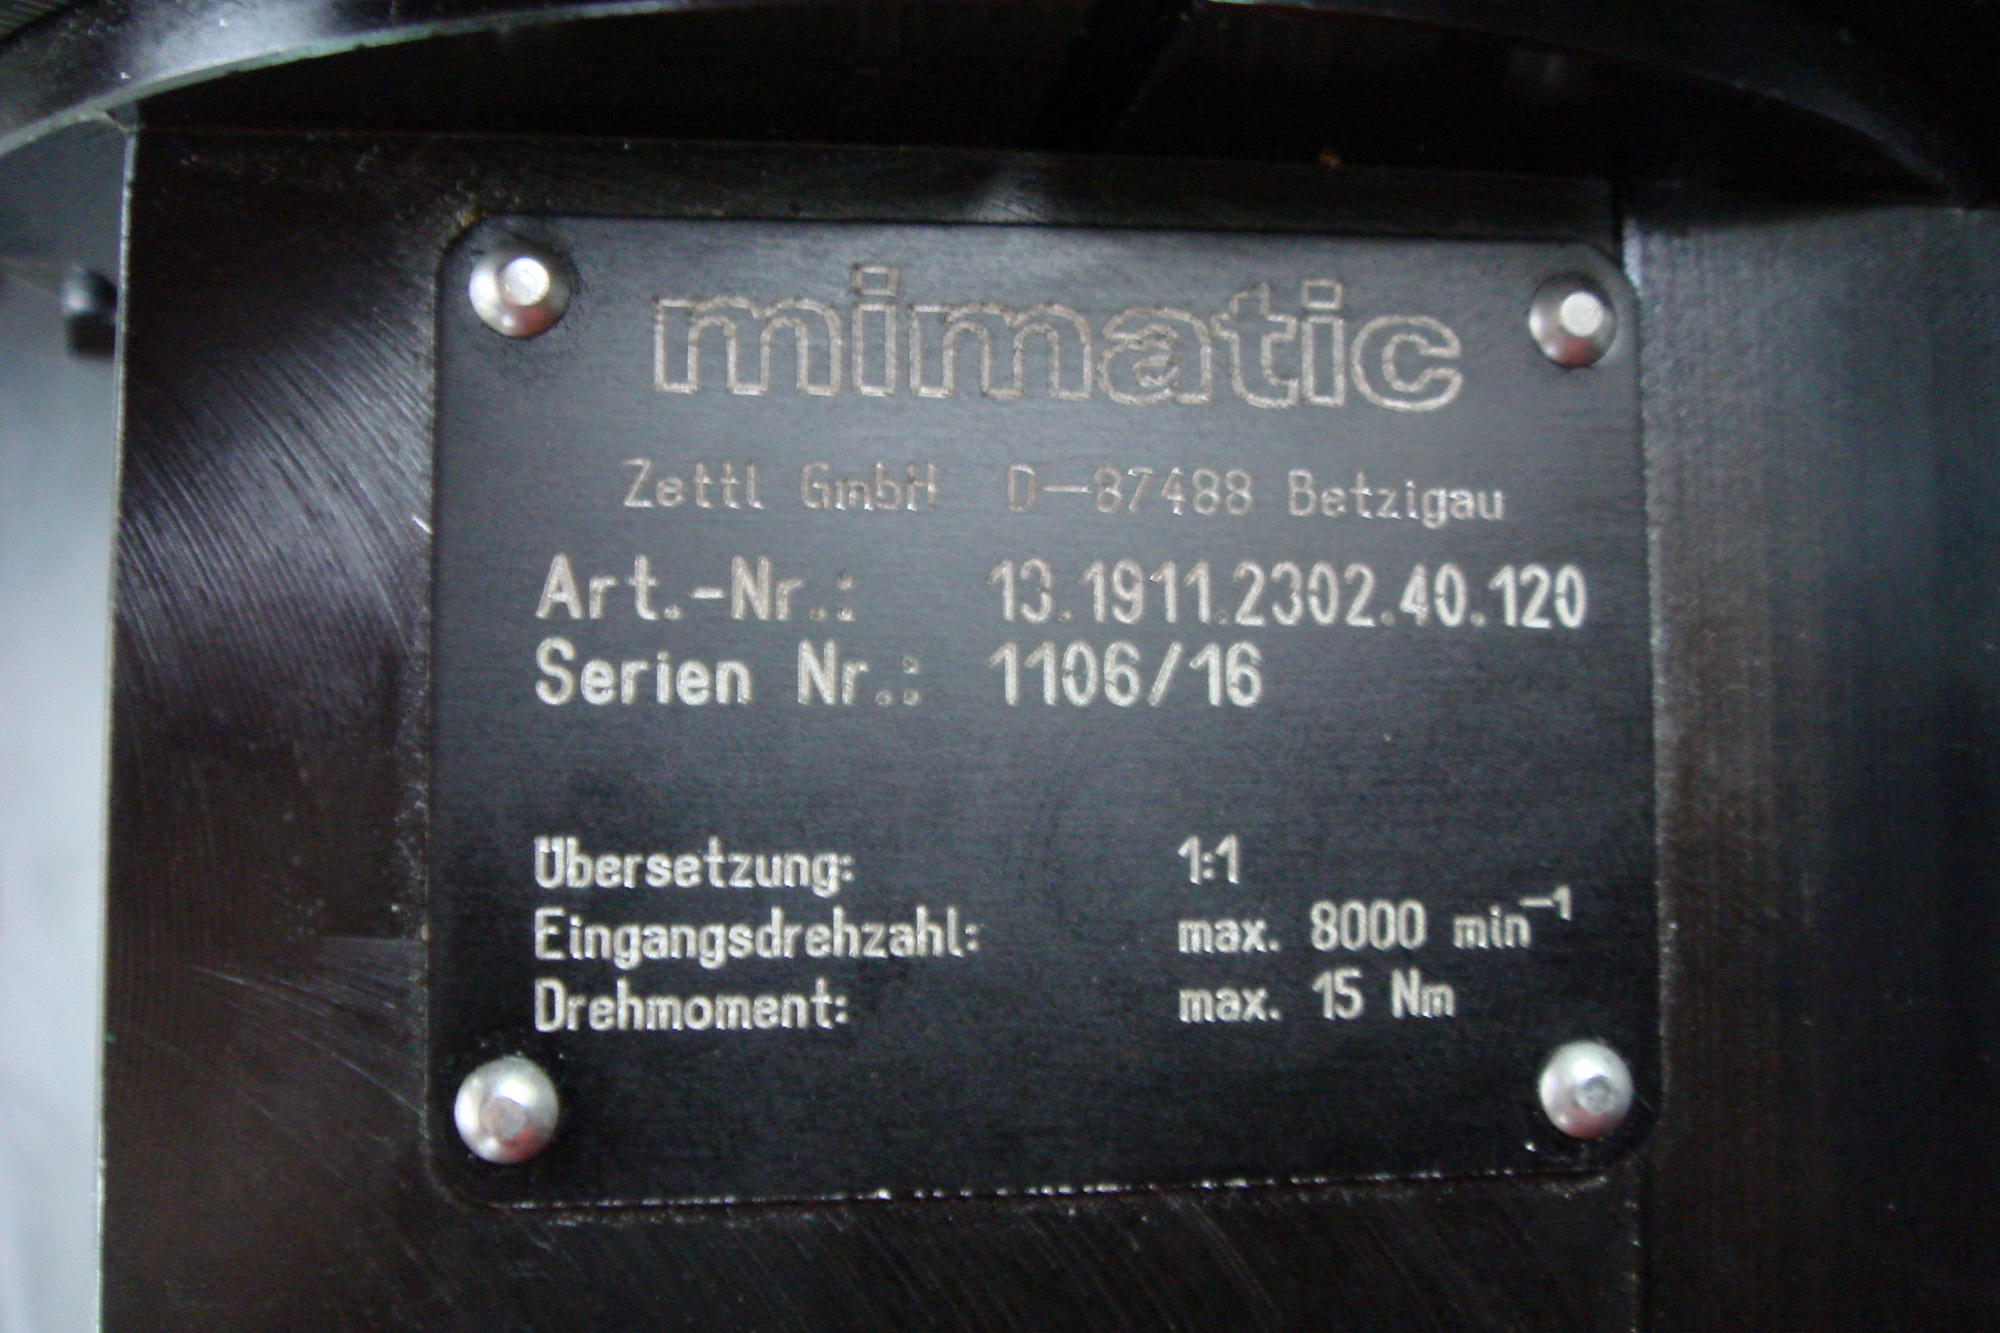 mimatic
Zettl GmbH D-87488 Betzigau
Art.-Nr.: 13.1911.2302.40.120
Serien Nr.: 1106/16
Übersetzung: 1:1
Eingangsdrehzahl: max. 8000 min⁻¹
Drehmoment: max. 15 Nm